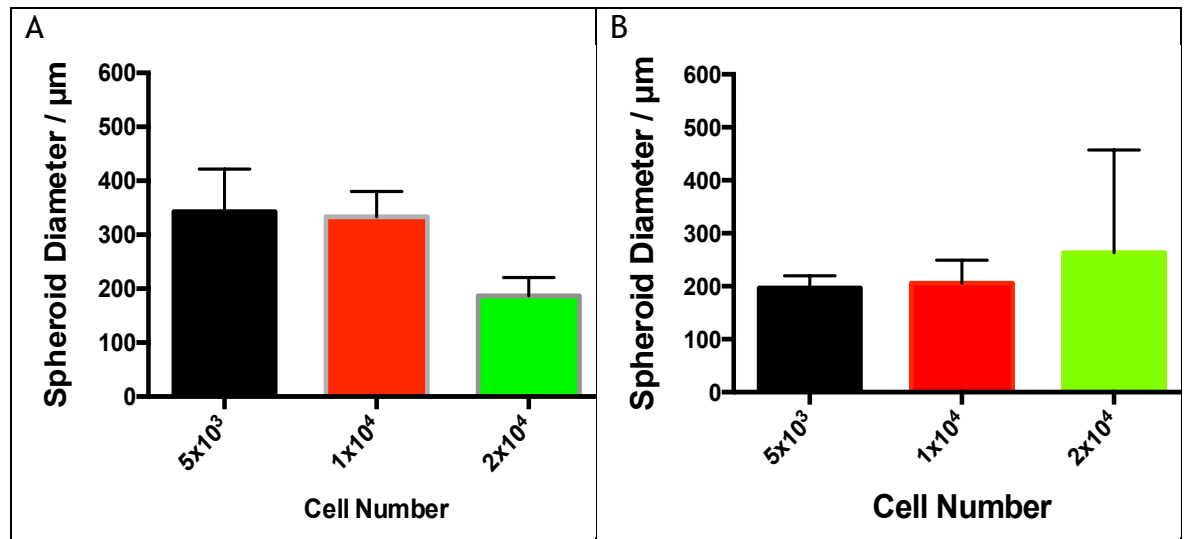 A
Spheroid Diameter / µm
600
500
400
300
200
100
0
5x10³
1x10⁴
2x10⁴
Cell Number
B
Spheroid Diameter / µm
600
500
400
300
200
100
0
5x10³
1x10⁴
2x10⁴
Cell Number